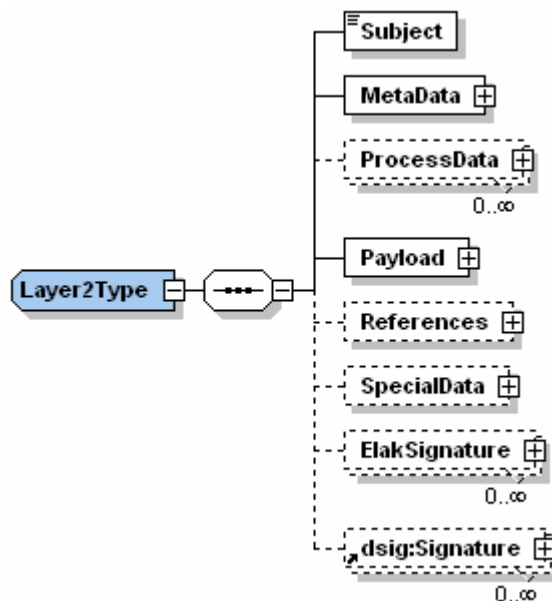 Subject
MetaData
ProcessData
0..∞
Payload
Layer2Type
References
SpecialData
ElakSignature
0..∞
dsig:Signature
0..∞